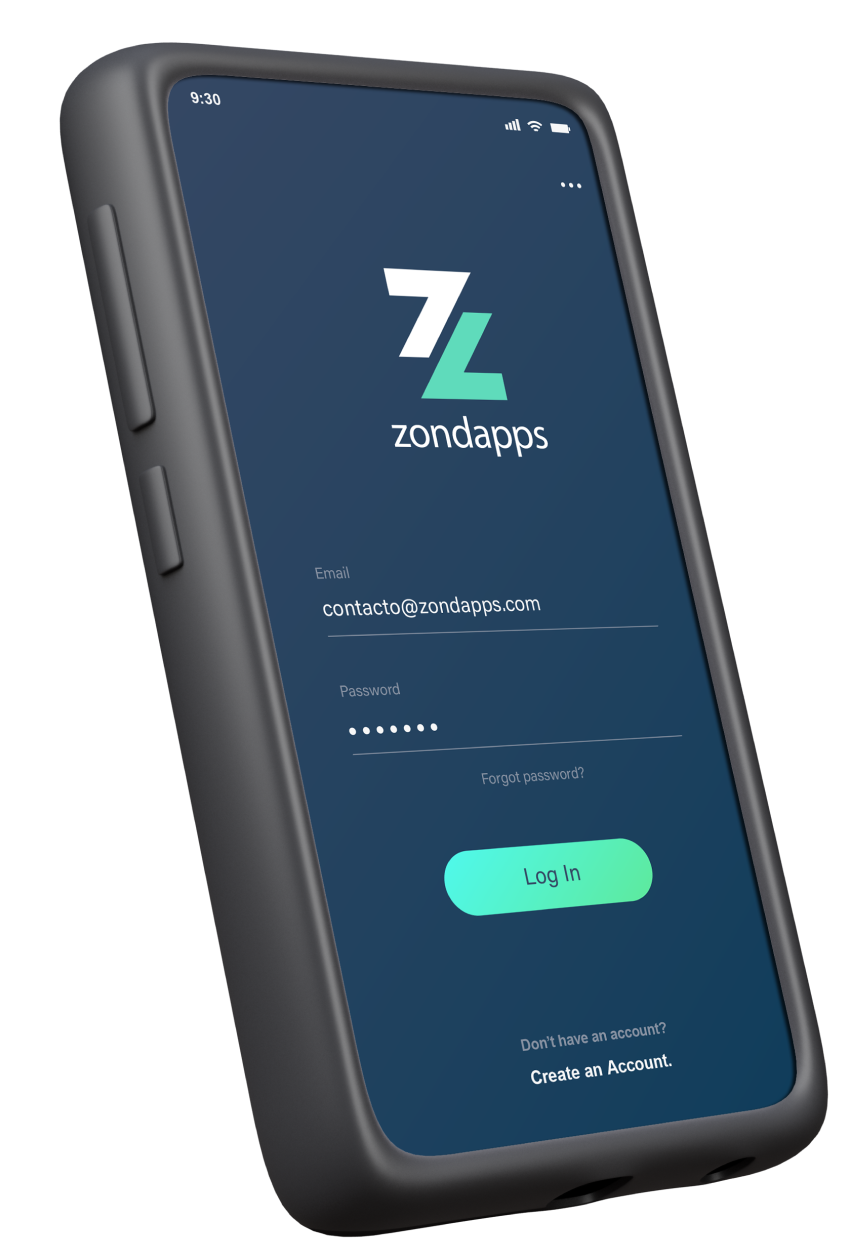 9:30
zondapps
Email
contacto@zondapps.com
Password
•••••••
Forgot password?
Log In
Don't have an account?
Create an Account.